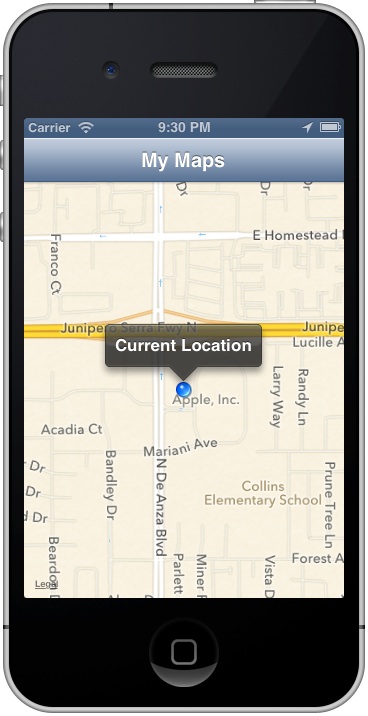 Carrier
9:30 PM
My Maps
Dr
Dr
Dr
E Homestead
Franco Ct
Junipero Serra Fwy N
Junipe
Lucille A
Current Location
Apple, Inc.
Larry Way
Randy Ln
Acadia Ct
Mariani Ave
Dr
Dr
d Dr
Bandley Dr
N De Anza Blvd
Collins
Elementary School
Prune Tree Ln
Beardon D
Parlett
Miner P
Vista D
Forest A
Legal